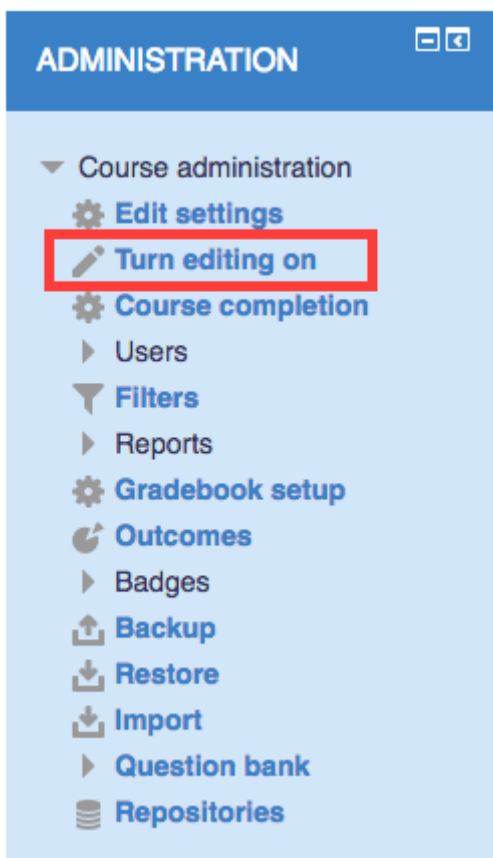 ADMINISTRATION
Course administration
Edit settings
Turn editing on
Course completion
Users
Filters
Reports
Gradebook setup
Outcomes
Badges
Backup
Restore
Import
Question bank
Repositories